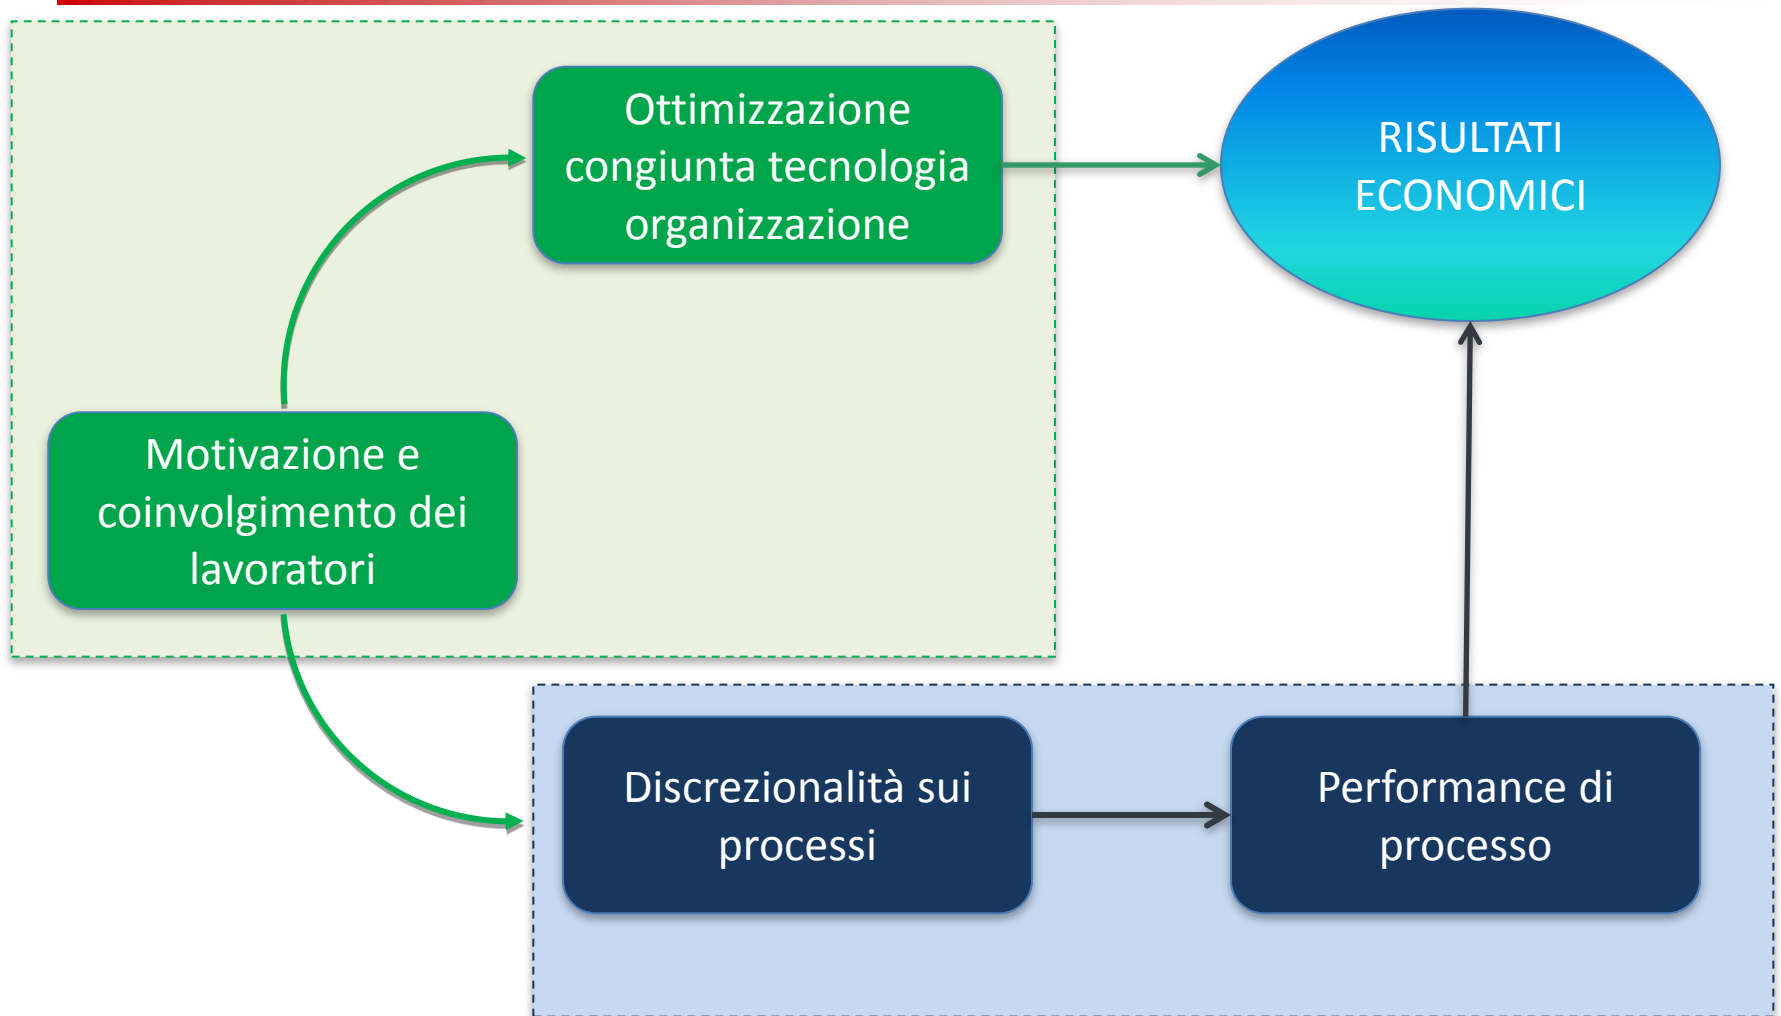 Ottimizzazione
congiunta tecnologia
organizzazione
RISULTATI
ECONOMICI
Motivazione e
coinvolgimento dei
lavoratori
Discrezionalità sui
processi
Performance di
processo